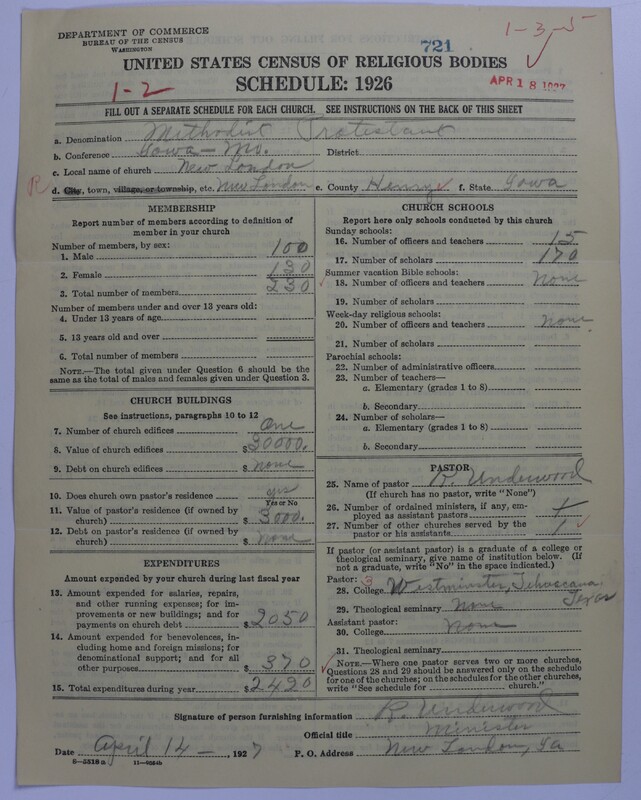 DEPARTMENT OF COMMERCE
BUREAU OF THE CENSUS
WASHINGTON
721
1-3-5
UNITED STATES CENSUS OF RELIGIOUS BODIES
1-2
SCHEDULE: 1926
APR 18 1927
FILL OUT A SEPARATE SCHEDULE FOR EACH CHURCH. SEE INSTRUCTIONS ON THE BACK OF THIS SHEET
a. Denomination Methodist Protestant
b. Conference Iowa - Mo. District
c. Local name of church New London
R d. City, town, village, or township, etc. New London e. County Henry f. State Iowa
MEMBERSHIP
Report number of members according to definition of member in your church
Number of members, by sex:
1. Male 100
2. Female 130
3. Total number of members 230
Number of members under and over 13 years old:
4. Under 13 years of age
5. 13 years old and over
6. Total number of members
NOTE.—The total given under Question 6 should be the same as the total of males and females given under Question 3.
CHURCH BUILDINGS
See instructions, paragraphs 10 to 12
7. Number of church edifices One
8. Value of church edifices $30000.
9. Debt on church edifices $none
10. Does church own pastor's residence yes
Yes or No
11. Value of pastor's residence (if owned by church) $3000.
12. Debt on pastor's residence (if owned by church) $none
EXPENDITURES
Amount expended by your church during last fiscal year
13. Amount expended for salaries, repairs, and other running expenses; for improvements or new buildings; and for payments on church debt $2050
14. Amount expended for benevolences, including home and foreign missions; for denominational support; and for all other purposes $370
15. Total expenditures during year $2420
CHURCH SCHOOLS
Report here only schools conducted by this church
Sunday schools:
16. Number of officers and teachers 15
17. Number of scholars 170
Summer vacation Bible schools:
18. Number of officers and teachers None
19. Number of scholars
Week-day religious schools:
20. Number of officers and teachers None
21. Number of scholars
Parochial schools:
22. Number of administrative officers
23. Number of teachers—
a. Elementary (grades 1 to 8)
b. Secondary
24. Number of scholars—
a. Elementary (grades 1 to 8)
b. Secondary
PASTOR
25. Name of pastor R. Underwood
(If church has no pastor, write "None")
26. Number of ordained ministers, if any, employed as assistant pastors 1
27. Number of other churches served by the pastor or his assistants 1
If pastor (or assistant pastor) is a graduate of a college or theological seminary, give name of institution below. (If not a graduate, write "No" in the space indicated.)
Pastor: 3
28. College Westminster, Tehuacana Texas
29. Theological seminary None
Assistant pastor:
30. College None
31. Theological seminary
NOTE.—Where one pastor serves two or more churches, Questions 28 and 29 should be answered only on the schedule for one of the churches; on the schedules for the other churches, write "See schedule for church."
Signature of person furnishing information R. Underwood
Official title Minister
Date April 14 -, 1927 P. O. Address New London, Ia
8-5518a 11-9264b